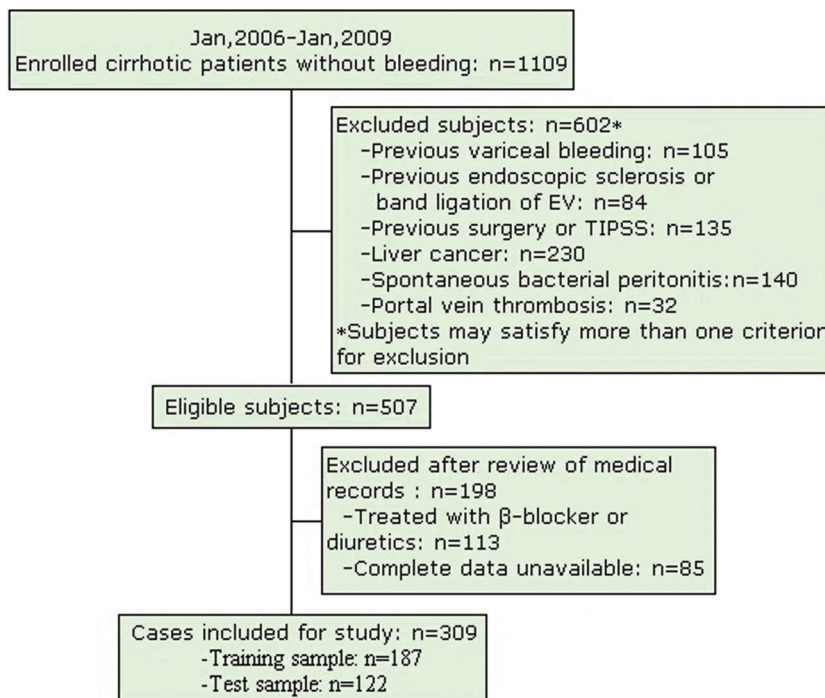 Jan,2006-Jan,2009
Enrolled cirrhotic patients without bleeding: n=1109
Excluded subjects: n=602*
-Previous variceal bleeding: n=105
-Previous endoscopic sclerosis or
band ligation of EV: n=84
-Previous surgery or TIPSS: n=135
-Liver cancer: n=230
-Spontaneous bacterial peritonitis:n=140
-Portal vein thrombosis: n=32
*Subjects may satisfy more than one criterion
for exclusion
Eligible subjects: n=507
Excluded after review of medical
records : n=198
-Treated with β-blocker or
diuretics: n=113
-Complete data unavailable: n=85
Cases included for study: n=309
-Training sample: n=187
-Test sample: n=122